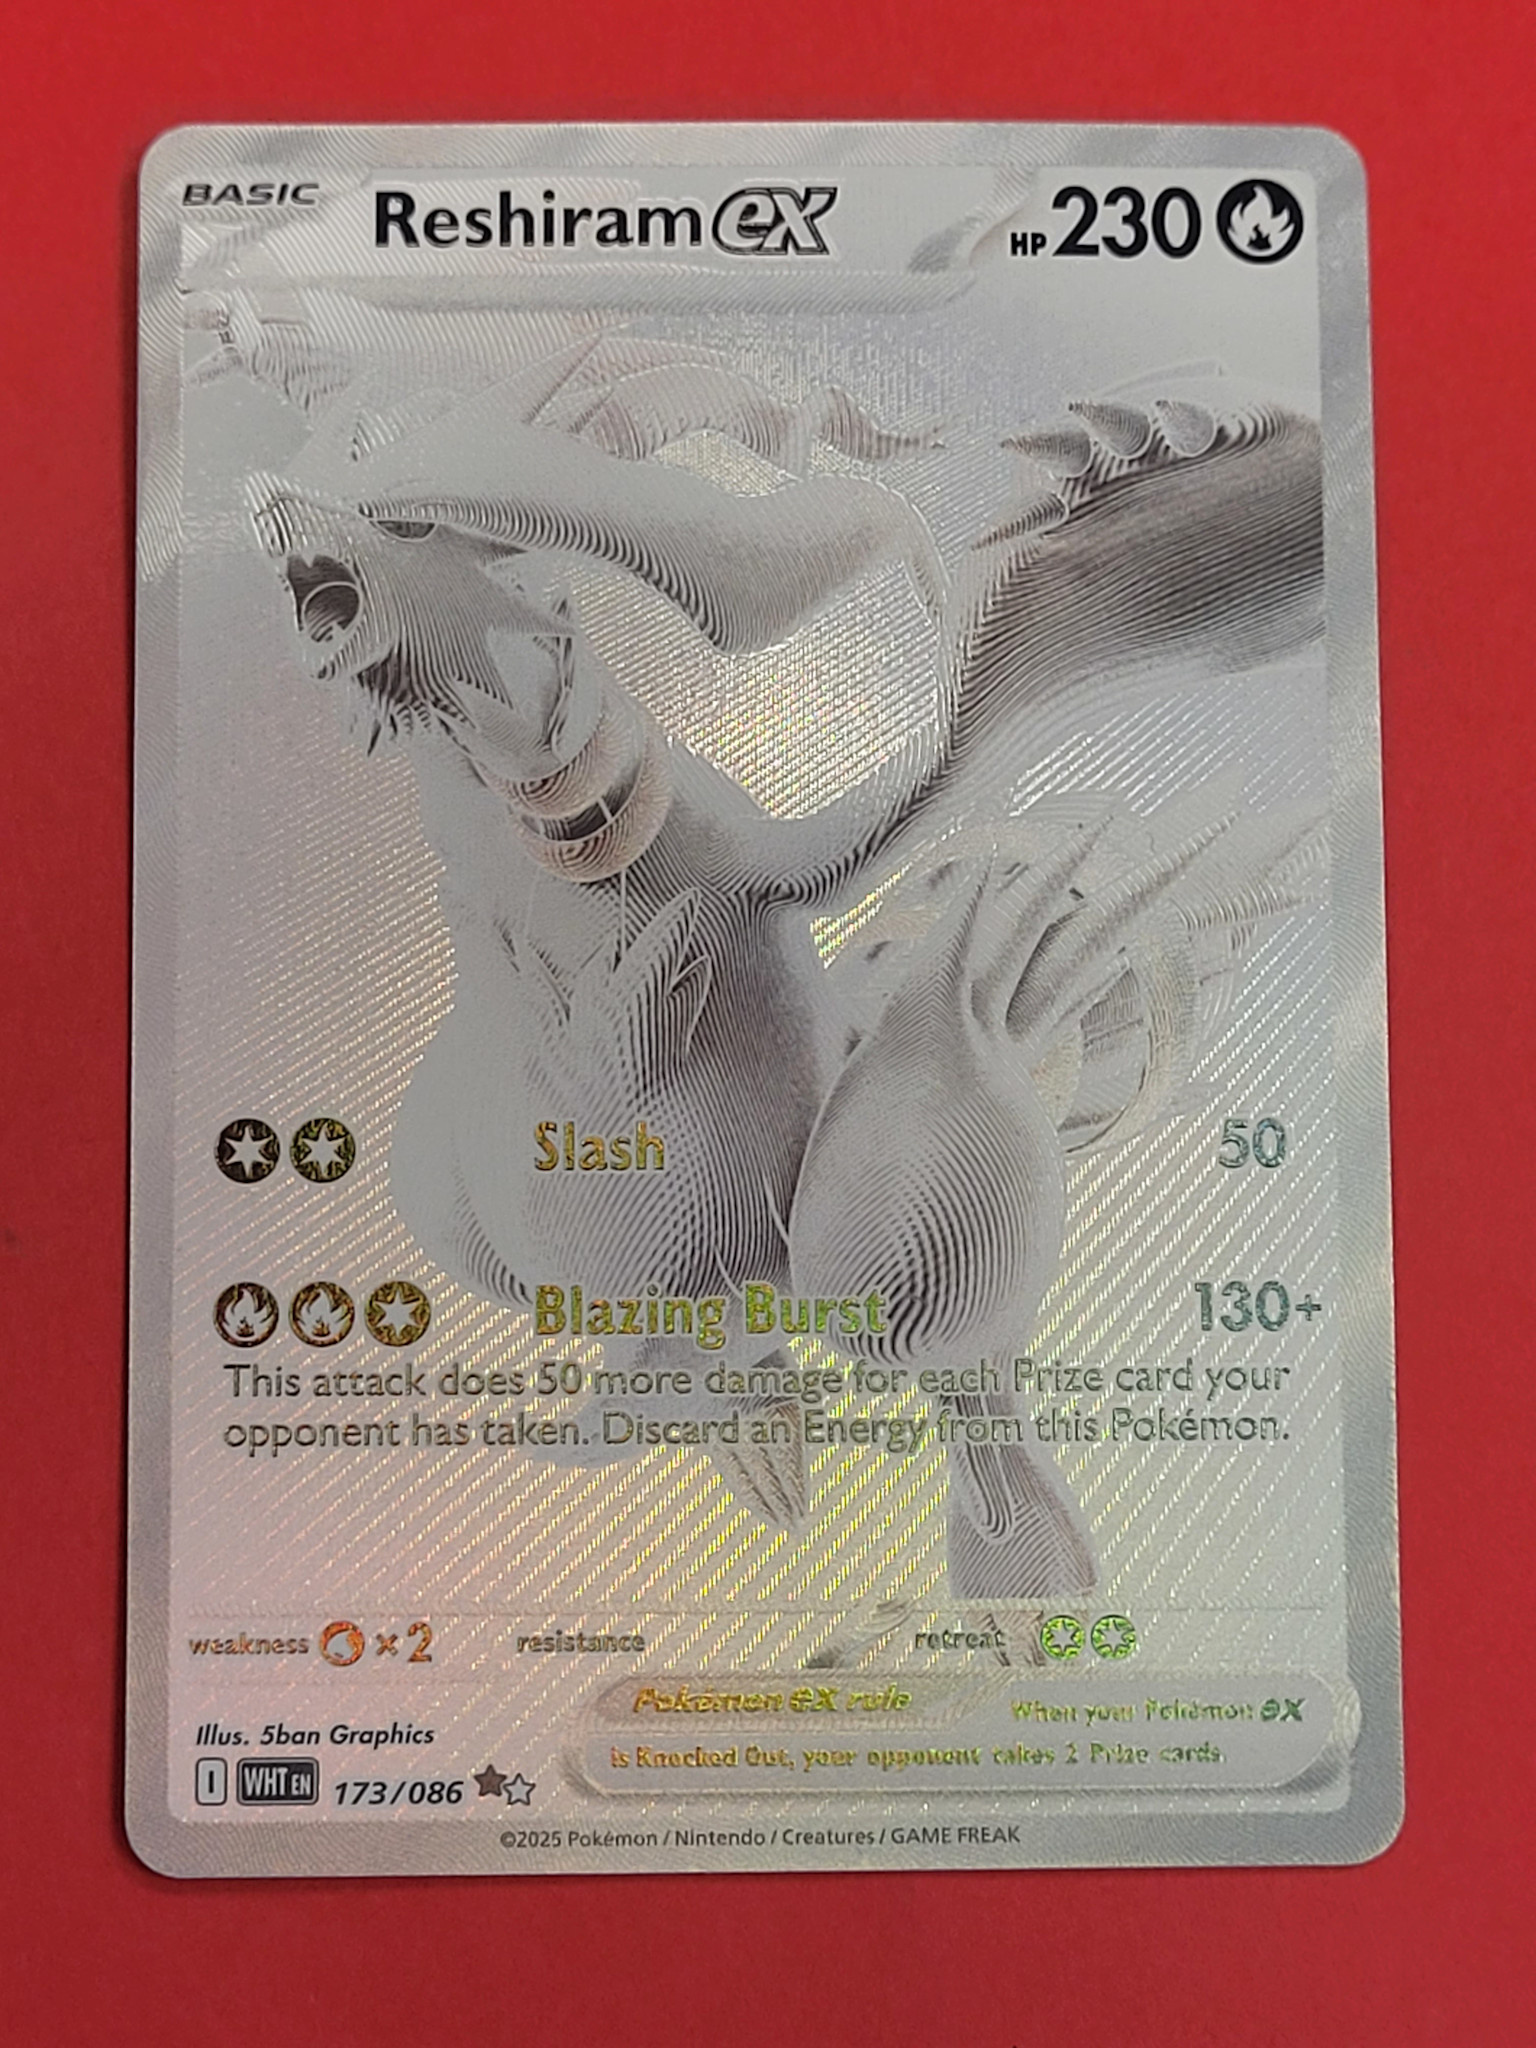 BASIC Reshiram ex HP 230
Slash 50
Blazing Burst 130+
This attack does 50 more damage for each Prize card your
opponent has taken. Discard an Energy from this Pokémon.
weakness ×2 resistance retreat
Pokémon ex rule When your Pokémon ex
is Knocked Out, your opponent takes 2 Prize cards.
Illus. 5ban Graphics
I WHT EN 173/086
©2025 Pokémon / Nintendo / Creatures / GAME FREAK